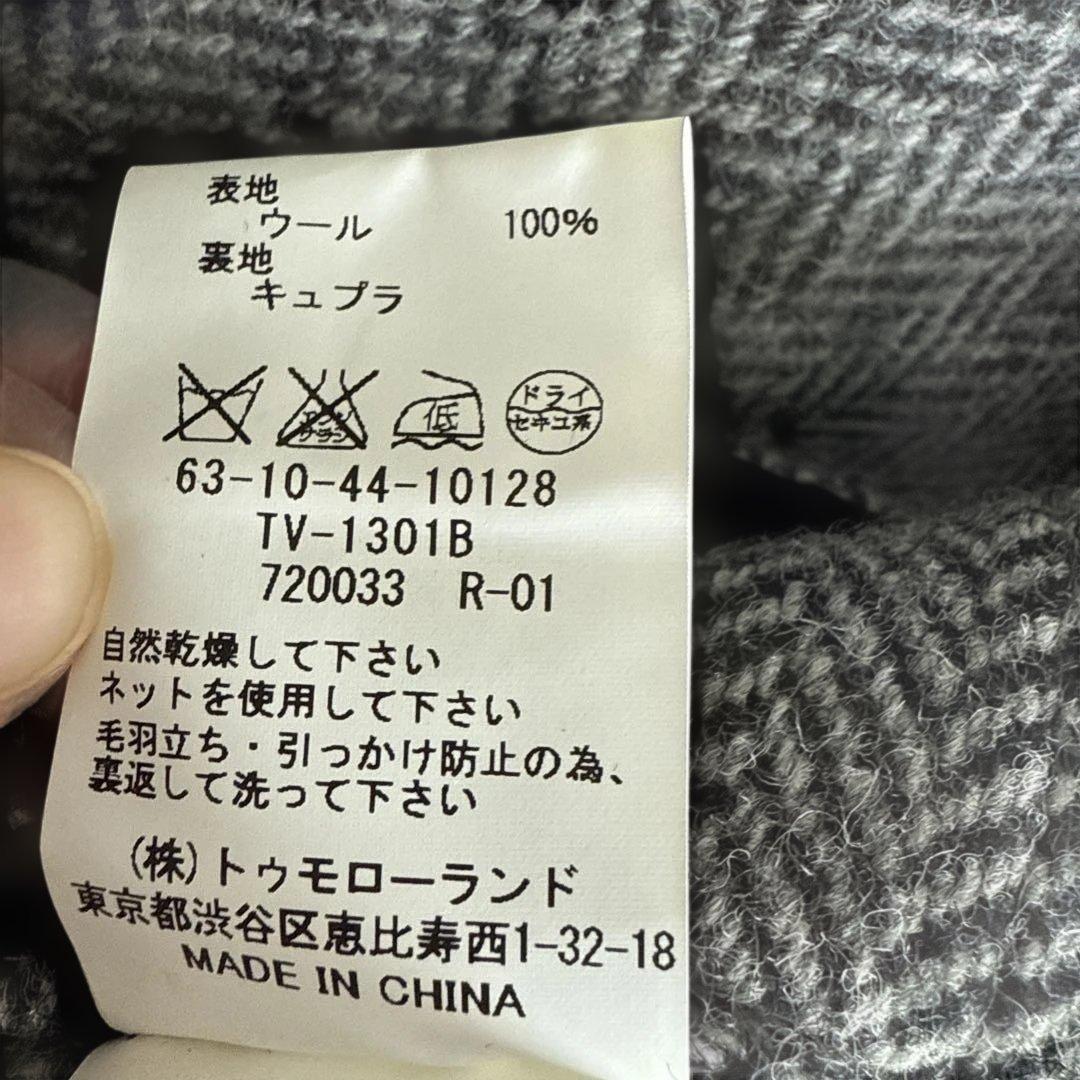 表地
ウール 100%
裏地
キュプラ
低
ドライ
セキユ系
63-10-44-10128
TV-1301B
720033 R-01
自然乾燥して下さい
ネットを使用して下さい
毛羽立ち・引っかけ防止の為、
裏返して洗って下さい
(株)トゥモローランド
東京都渋谷区恵比寿西1-32-18
MADE IN CHINA